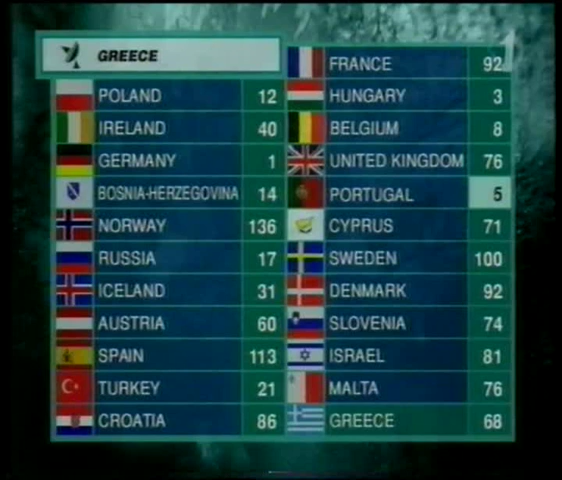 GREECE
POLAND 12
IRELAND 40
GERMANY 1
BOSNIA-HERZEGOVINA 14
NORWAY 136
RUSSIA 17
ICELAND 31
AUSTRIA 60
SPAIN 113
TURKEY 21
CROATIA 86
FRANCE 92
HUNGARY 3
BELGIUM 8
UNITED KINGDOM 76
PORTUGAL 5
CYPRUS 71
SWEDEN 100
DENMARK 92
SLOVENIA 74
ISRAEL 81
MALTA 76
GREECE 68